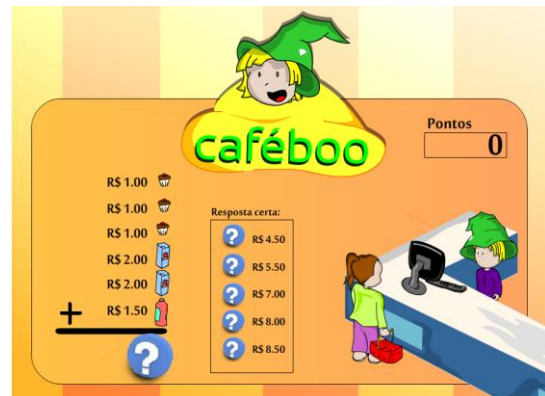 caféboo
Pontos
0
R$ 1.00
R$ 1.00
R$ 1.00
R$ 2.00
R$ 2.00
R$ 1.50
+
?
Resposta certa:
? R$ 4.50
? R$ 5.50
? R$ 7.00
? R$ 8.00
? R$ 8.50